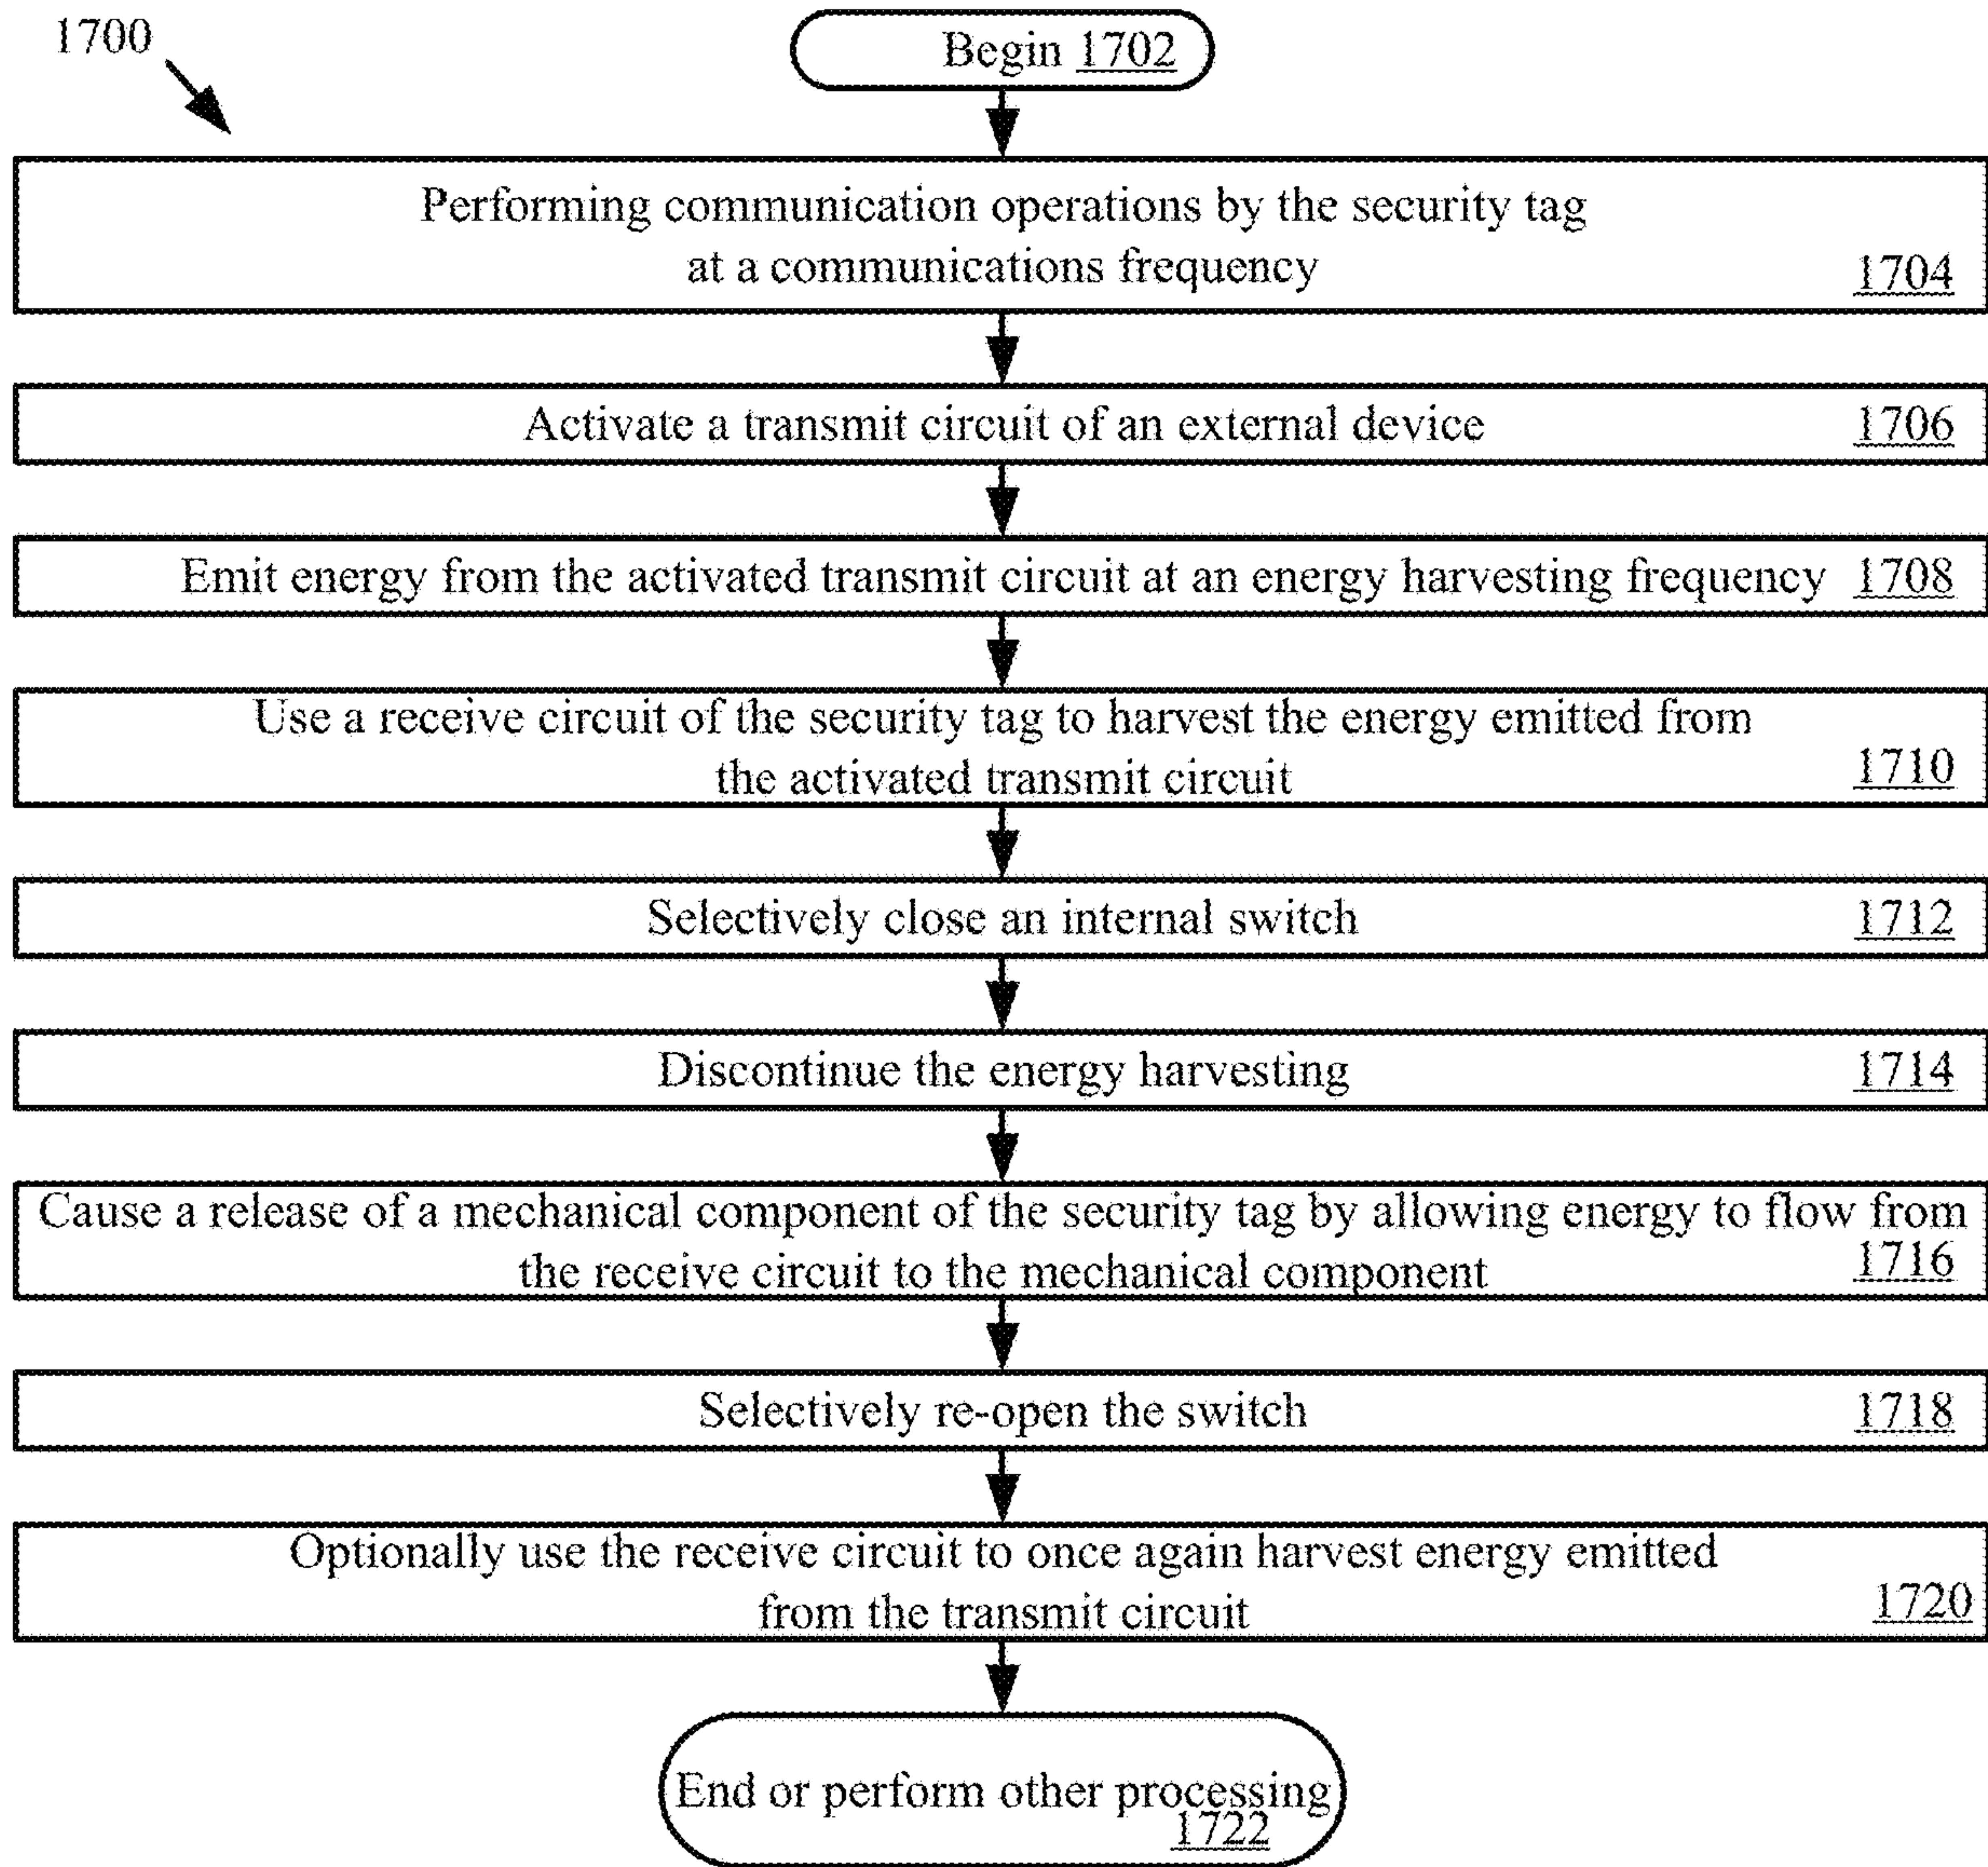 1700
Begin 1702
Performing communication operations by the security tag
at a communications frequency
1704
Activate a transmit circuit of an external device 1706
Emit energy from the activated transmit circuit at an energy harvesting frequency 1708
Use a receive circuit of the security tag to harvest the energy emitted from
the activated transmit circuit
1710
Selectively close an internal switch 1712
Discontinue the energy harvesting 1714
Cause a release of a mechanical component of the security tag by allowing energy to flow from
the receive circuit to the mechanical component 1716
Selectively re-open the switch 1718
Optionally use the receive circuit to once again harvest energy emitted
from the transmit circuit 1720
End or perform other processing
1722